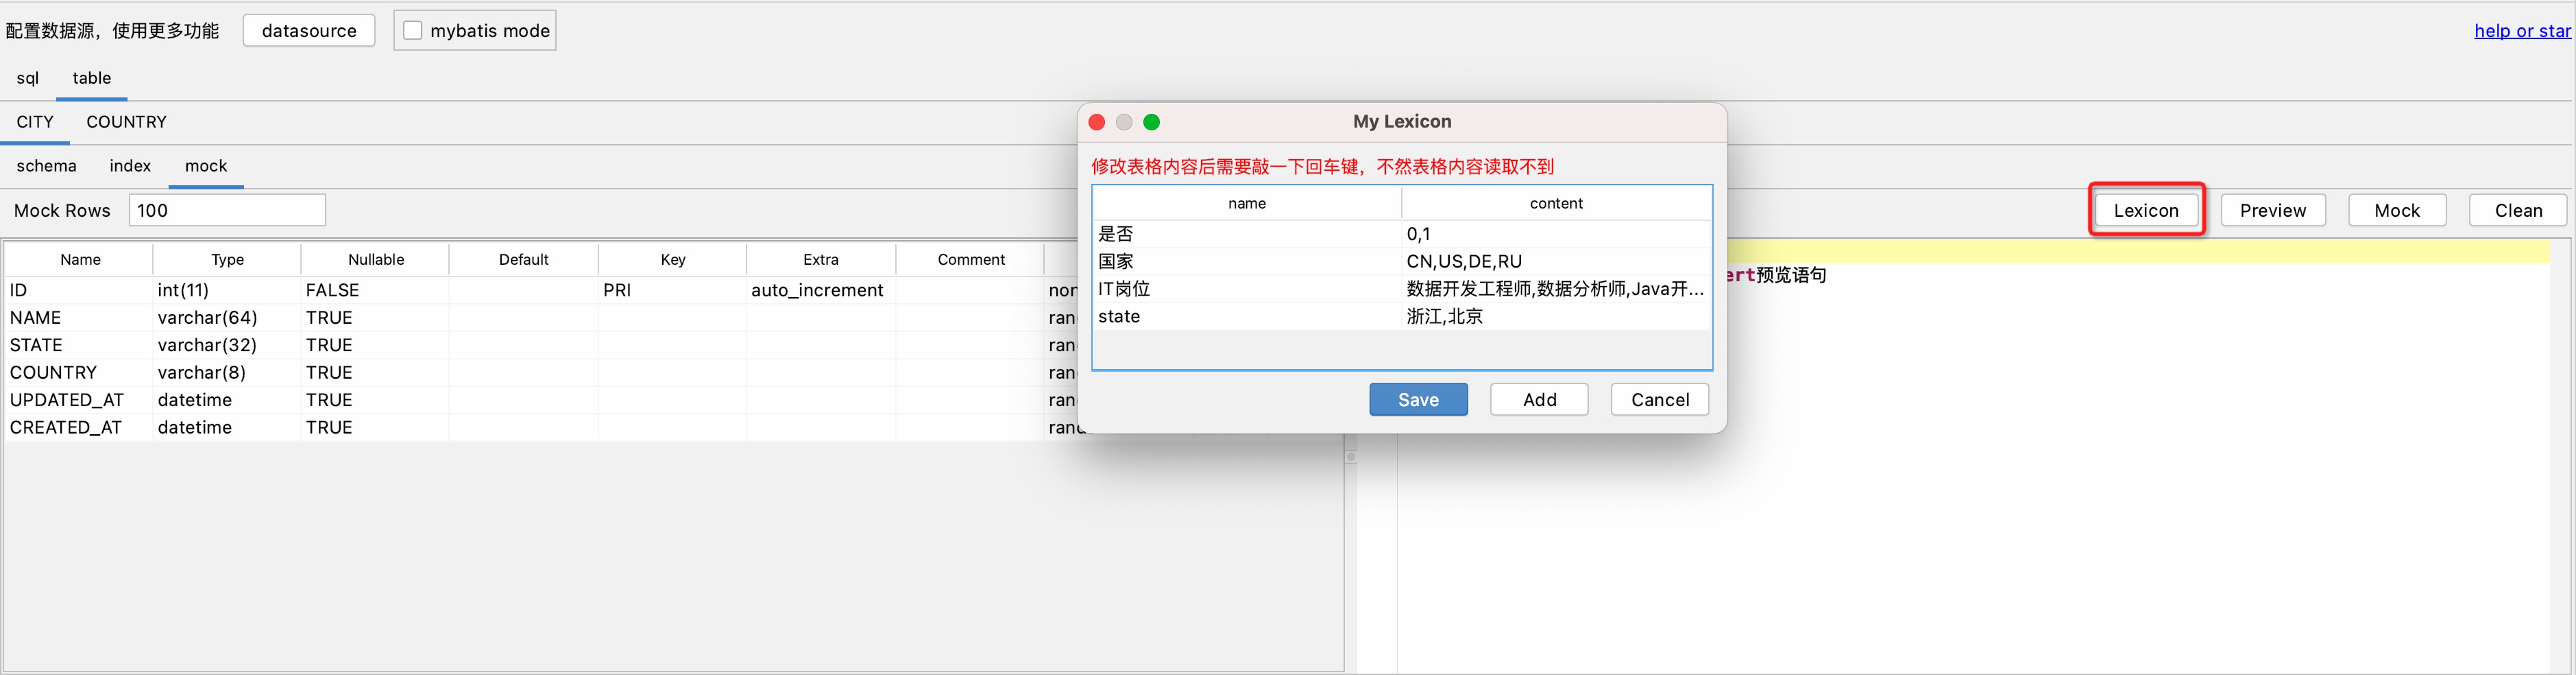 配置数据源，使用更多功能 datasource mybatis mode help or star
sql table
CITY COUNTRY
schema index mock
Mock Rows 100 Lexicon Preview Mock Clean
Name Type Nullable Default Key Extra Comment
ID int(11) FALSE PRI auto_increment
NAME varchar(64) TRUE
STATE varchar(32) TRUE
COUNTRY varchar(8) TRUE
UPDATED_AT datetime TRUE
CREATED_AT datetime TRUE
My Lexicon
修改表格内容后需要敲一下回车键，不然表格内容读取不到
name content
是否 0,1
国家 CN,US,DE,RU
IT岗位 数据开发工程师,数据分析师,Java开...
state 浙江,北京
Save Add Cancel
ert预览语句